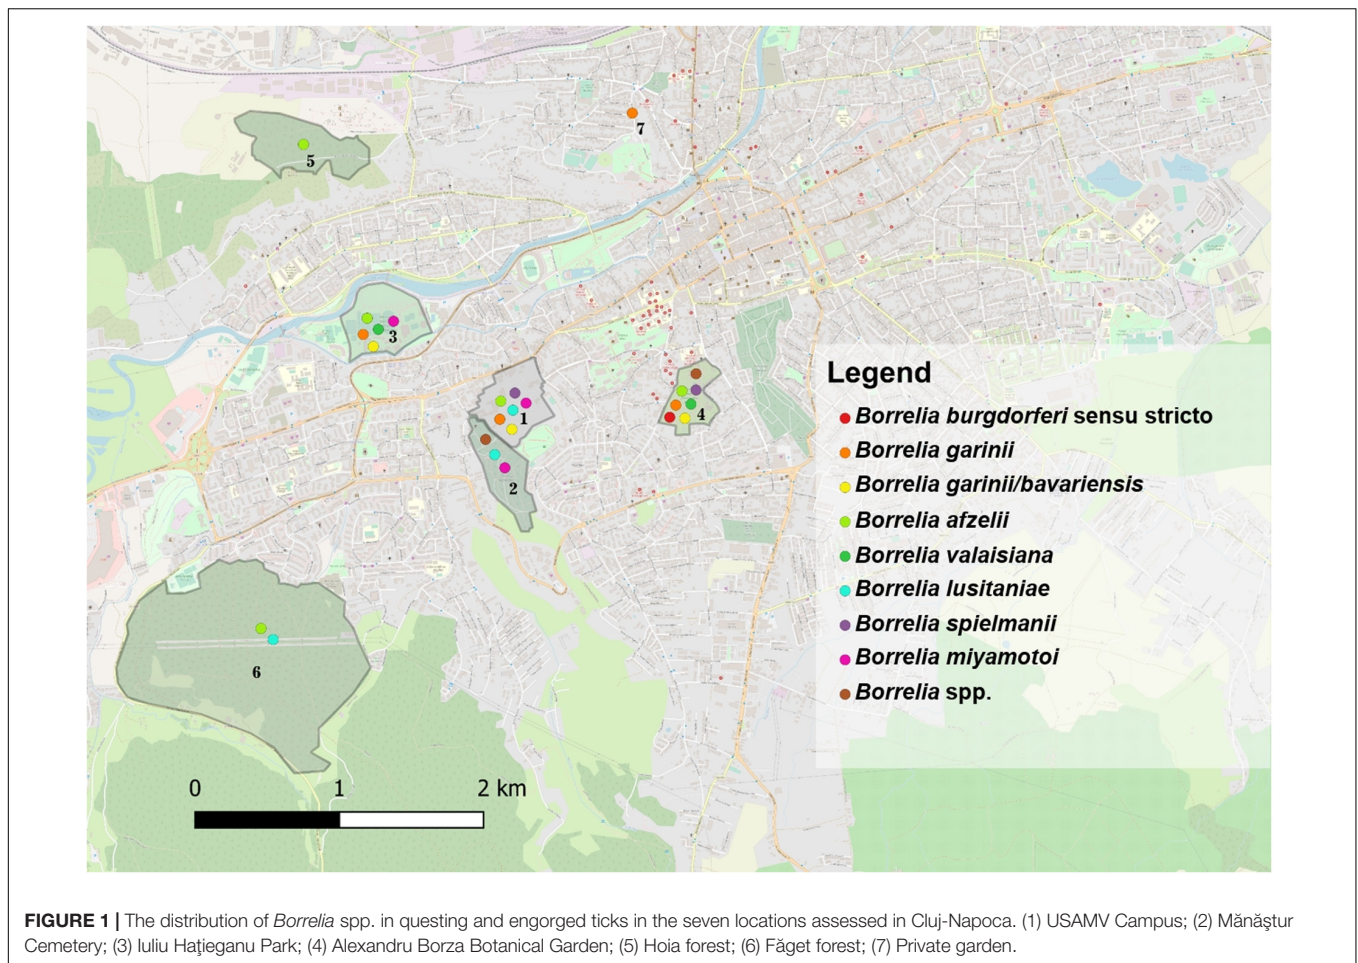 5
7
3
1
4
2
6
Legend
Borrelia burgdorferi sensu stricto
Borrelia garinii
Borrelia garinii/bavariensis
Borrelia afzelii
Borrelia valaisiana
Borrelia lusitaniae
Borrelia spielmanii
Borrelia miyamotoi
Borrelia spp.
0 1 2 km
FIGURE 1 | The distribution of Borrelia spp. in questing and engorged ticks in the seven locations assessed in Cluj-Napoca. (1) USAMV Campus; (2) Mănăştur
Cemetery; (3) Iuliu Haţieganu Park; (4) Alexandru Borza Botanical Garden; (5) Hoia forest; (6) Făget forest; (7) Private garden.